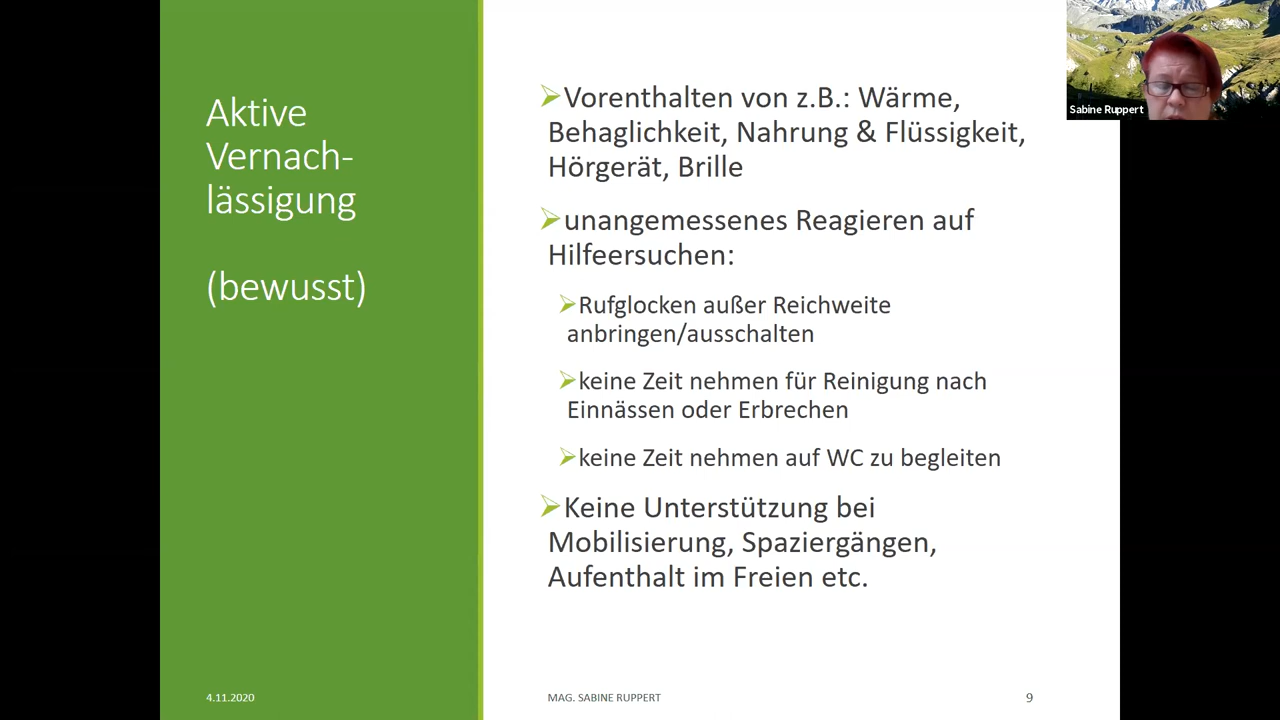 Aktive
Vernach-
lässigung
(bewusst)
Vorenthalten von z.B.: Wärme,
Behaglichkeit, Nahrung & Flüssigkeit,
Hörgerät, Brille
unangemessenes Reagieren auf
Hilfeersuchen:
Rufglocken außer Reichweite
anbringen/ausschalten
keine Zeit nehmen für Reinigung nach
Einnässen oder Erbrechen
keine Zeit nehmen auf WC zu begleiten
Keine Unterstützung bei
Mobilisierung, Spaziergängen,
Aufenthalt im Freien etc.
4.11.2020
MAG. SABINE RUPPERT
9
Sabine Ruppert